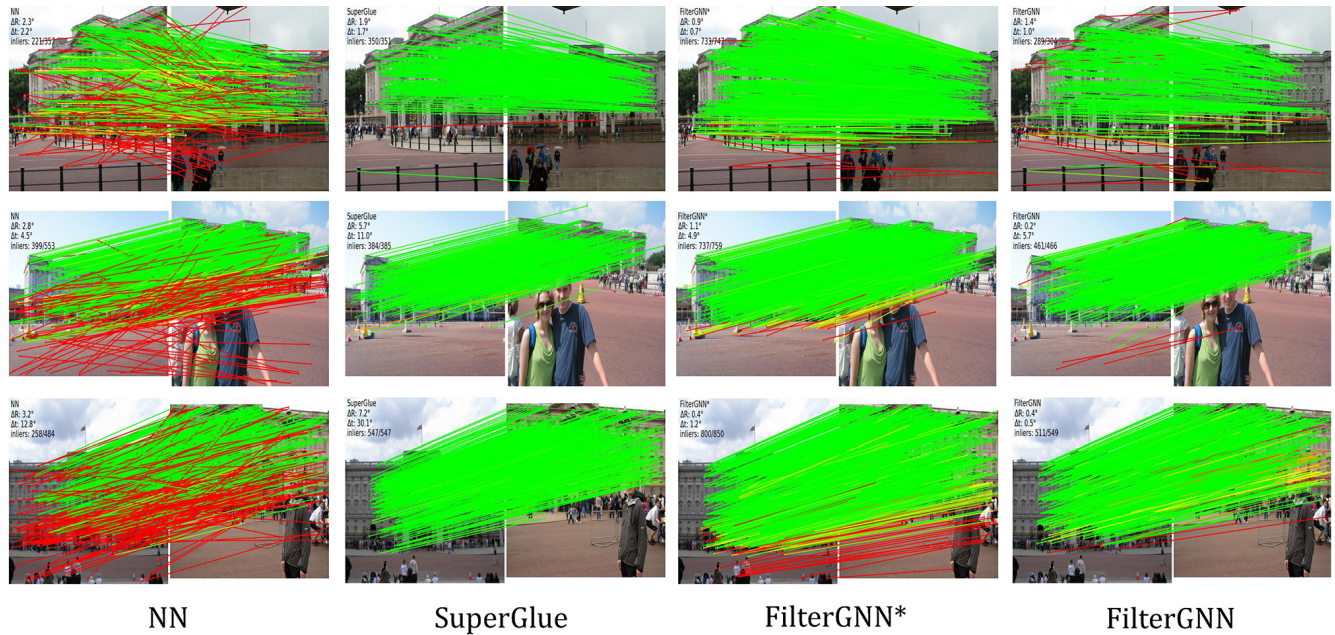 NN
ΔR: 2.3°
Δt: 2.2°
SuperGlue
ΔR: 1.9°
Δt: 1.7°
inliers: 350/351
FilterGNN*
ΔR: 0.9°
Δt: 0.7°
inliers: 733/747
FilterGNN
ΔR: 1.4°
Δt: 1.0°
inliers: 289/304
NN
ΔR: 2.8°
Δt: 4.5°
inliers: 399/553
SuperGlue
ΔR: 5.7°
Δt: 11.0°
inliers: 384/385
FilterGNN*
ΔR: 1.1°
Δt: 4.9°
inliers: 737/759
FilterGNN
ΔR: 0.2°
Δt: 5.7°
inliers: 461/466
NN
ΔR: 3.2°
Δt: 12.8°
inliers: 258/484
SuperGlue
ΔR: 7.2°
Δt: 30.1°
inliers: 547/547
FilterGNN*
ΔR: 0.4°
Δt: 1.2°
inliers: 800/850
FilterGNN
ΔR: 0.4°
Δt: 0.5°
inliers: 511/549
NN
SuperGlue
FilterGNN*
FilterGNN